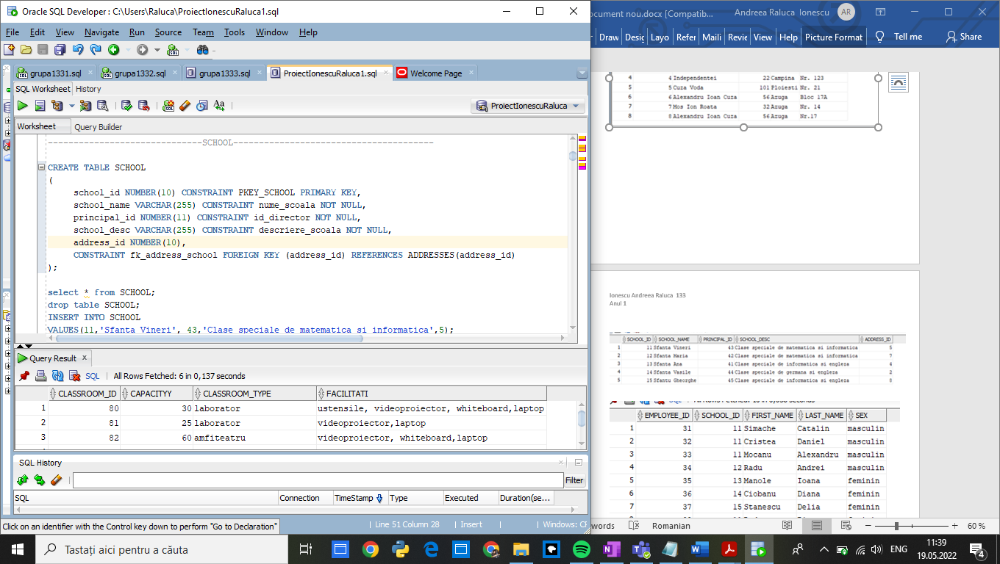 Oracle SQL Developer : C:\Users\Raluca\ProiectIonescuRaluca1.sql
File Edit View Navigate Run Source Team Tools Window Help
grupa1331.sql grupa1332.sql grupa1333.sql ProiectIonescuRaluca1.sql Welcome Page
SQL Worksheet History
ProiectIonescuRaluca
Worksheet Query Builder
------------------------------SCHOOL---------------------------------------
CREATE TABLE SCHOOL
(
school_id NUMBER(10) CONSTRAINT PKEY_SCHOOL PRIMARY KEY,
school_name VARCHAR(255) CONSTRAINT nume_scoala NOT NULL,
principal_id NUMBER(11) CONSTRAINT id_director NOT NULL,
school_desc VARCHAR(255) CONSTRAINT descriere_scoala NOT NULL,
address_id NUMBER(10),
CONSTRAINT fk_address_school FOREIGN KEY (address_id) REFERENCES ADDRESSES(address_id)
);
select * from SCHOOL;
drop table SCHOOL;
INSERT INTO SCHOOL
VALUES(11,'Sfanta Vineri', 43,'Clase speciale de matematica si informatica',5);
Query Result x
SQL | All Rows Fetched: 6 in 0,137 seconds
CLASSROOM_ID CAPACITYY CLASSROOM_TYPE FACILITATI
1 80 30 laborator ustensile, videoproiector, whiteboard,laptop
2 81 25 laborator videoproiector,laptop
3 82 60 amfiteatru videoproiector, whiteboard,laptop
SQL History
Filter
SQL Connection TimeStamp Type Executed Duration(se...
Click on an identifier with the Control key down to perform "Go to Declaration" | Line 51 Column 28 | Insert | | Windows: CF
ocument nou.docx [Compatib... Andreea Raluca Ionescu AR
Draw Desig Layo Refer Maili Revie View Help Picture Format Tell me Share
4 4 Independentei 22 Campina Nr. 123
5 5 Cuza Voda 101 Ploiesti Nr. 21
6 6 Alexandru Ioan Cuza 56 Azuga Bloc 17A
7 7 Mos Ion Roata 32 Azuga Nr. 14
8 8 Alexandru Ioan Cuza 56 Azuga Nr.17
Ionescu Andreea Raluca 133
Anul 1
SCHOOL_ID SCHOOL_NAME PRINCIPAL_ID SCHOOL_DESC ADDRESS_ID
1 11 Sfanta Vineri 43 Clase speciale de matematica si informatica 5
2 12 Sfanta Maria 42 Clase speciale de matematica si informatica 7
3 13 Sfanta Ana 41 Clase speciale de informatica si engleza 4
4 14 Sfanta Vasile 44 Clase speciale de germana si engleza 2
5 15 Sfantu Gheorghe 45 Clase speciale de informatica si engleza 8
EMPLOYEE_ID SCHOOL_ID FIRST_NAME LAST_NAME SEX
1 31 11 Simache Catalin masculin
2 32 11 Cristea Daniel masculin
3 33 11 Mocanu Alexandru masculin
4 34 12 Radu Andrei masculin
5 35 13 Manole Ioana feminin
6 36 14 Ciobanu Diana feminin
7 37 15 Stanescu Delia feminin
words Romanian 60 %
Tastați aici pentru a căuta
ENG 11:39
19.05.2022
4